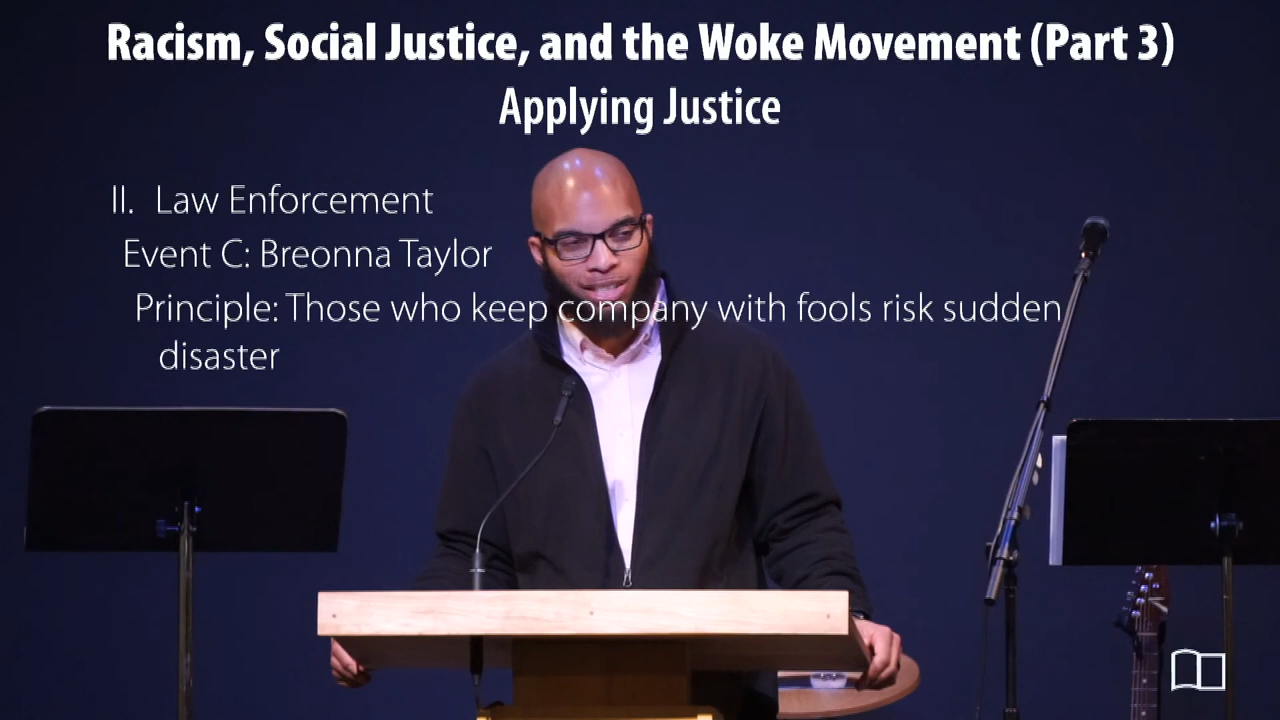 Racism, Social Justice, and the Woke Movement (Part 3)
Applying Justice
II. Law Enforcement
Event C: Breonna Taylor
Principle: Those who keep company with fools risk sudden
disaster